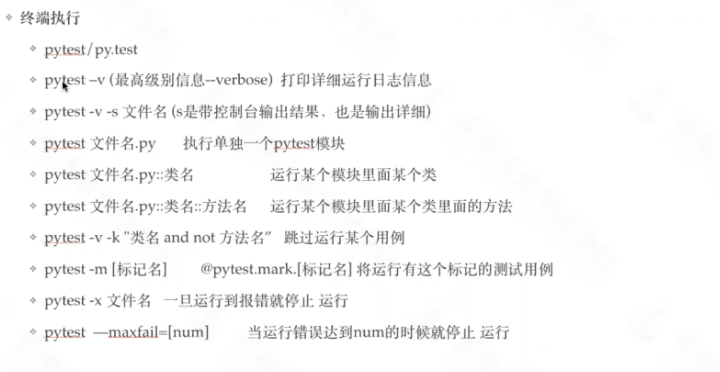 终端执行
pytest/py.test
pytest –v (最高级别信息--verbose) 打印详细运行日志信息
pytest -v -s 文件名 (s是带控制台输出结果，也是输出详细)
pytest 文件名.py 执行单独一个pytest模块
pytest 文件名.py::类名 运行某个模块里面某个类
pytest 文件名.py::类名::方法名 运行某个模块里面某个类里面的方法
pytest -v -k "类名 and not 方法名" 跳过运行某个用例
pytest -m [标记名] @pytest.mark.[标记名] 将运行有这个标记的测试用例
pytest -x 文件名 一旦运行到报错就停止 运行
pytest —maxfail=[num] 当运行错误达到num的时候就停止 运行